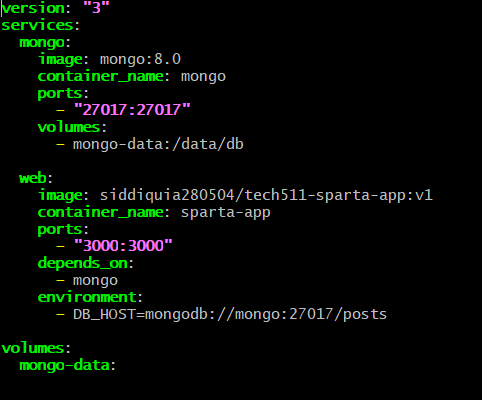 version: "3"
services:
  mongo:
    image: mongo:8.0
    container_name: mongo
    ports:
      - "27017:27017"
    volumes:
      - mongo-data:/data/db

  web:
    image: siddiquia280504/tech511-sparta-app:v1
    container_name: sparta-app
    ports:
      - "3000:3000"
    depends_on:
      - mongo
    environment:
      - DB_HOST=mongodb://mongo:27017/posts

volumes:
  mongo-data: